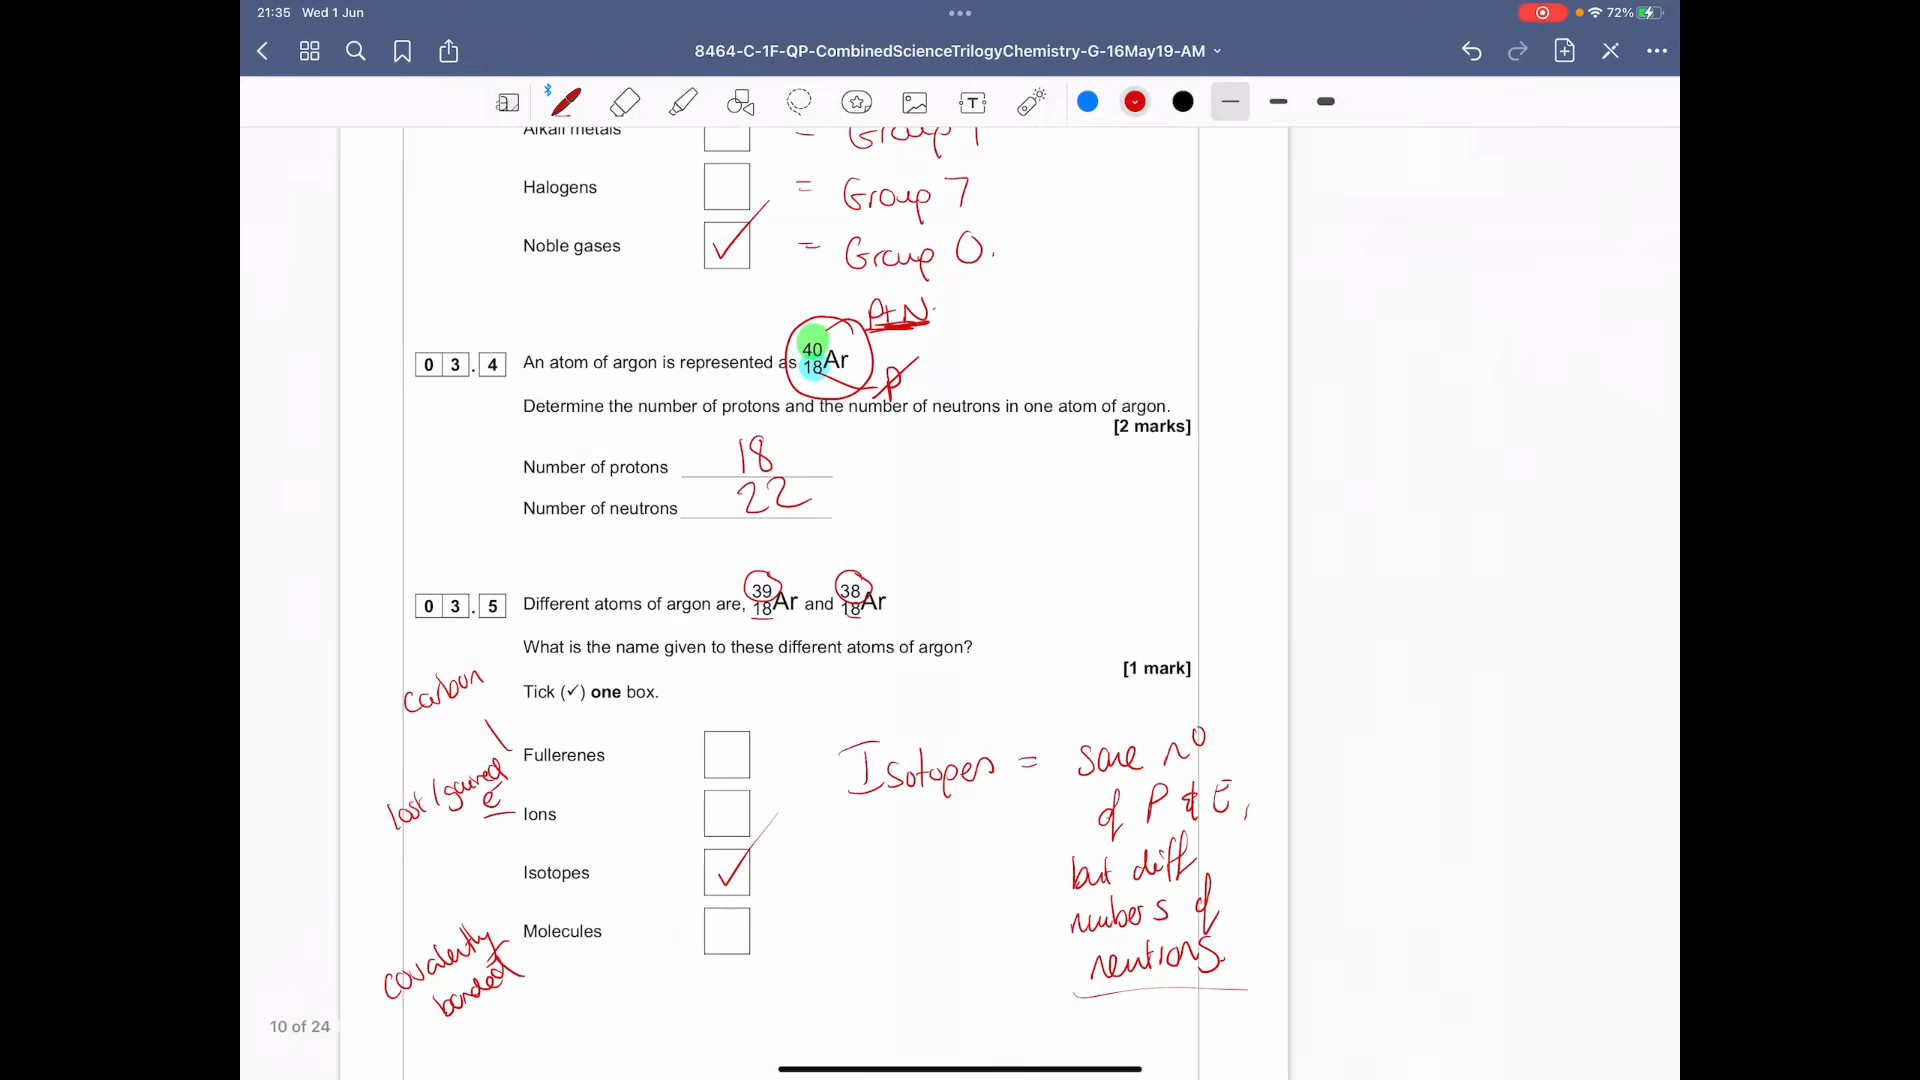 21:35 Wed 1 Jun
72%
8464-C-1F-QP-CombinedScienceTrilogyChemistry-G-16May19-AM
T
Alkali metals = Group 1
Halogens = Group 7
Noble gases ✓ = Group 0.
P+N.
0 3 . 4 An atom of argon is represented as 40 18 Ar
P
Determine the number of protons and the number of neutrons in one atom of argon.
[2 marks]
Number of protons 18
Number of neutrons 22
0 3 . 5 Different atoms of argon are, 39 18 Ar and 38 18 Ar
What is the name given to these different atoms of argon?
[1 mark]
Tick (✓) one box.
carbon
Fullerenes
lost/gained
e-
Ions
Isotopes ✓
Molecules
covalently
bonded
Isotopes = same no
of P & E,
but diff
numbers of
neutrons.
10 of 24